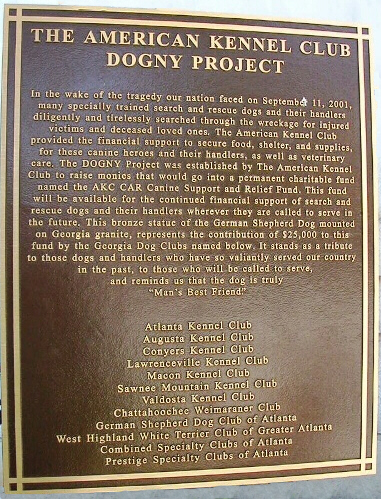 THE AMERICAN KENNEL CLUB
DOGNY PROJECT
In the wake of the tragedy our nation faced on September 11, 2001,
many specially trained search and rescue dogs and their handlers
diligently and tirelessly searched through the wreckage for injured
victims and deceased loved ones. The American Kennel Club
provided the financial support to secure food, shelter, and supplies,
for these canine heroes and their handlers, as well as veterinary
care. The DOGNY Project was established by The American Kennel
Club to raise monies that would go into a permanent charitable fund
named the AKC CAR Canine Support and Relief Fund. This fund
will be available for the continued financial support of search and
rescue dogs and their handlers wherever they are called to serve in
the future. This bronze statue of the German Shepherd Dog mounted
on Georgia granite, represents the contribution of $25,000 to this
fund by the Georgia Dog Clubs named below. It stands as a tribute
to those dogs and handlers who have so valiantly served our country
in the past, to those who will be called to serve,
and reminds us that the dog is truly
"Man's Best Friend."
Atlanta Kennel Club
Augusta Kennel Club
Conyers Kennel Club
Lawrenceville Kennel Club
Macon Kennel Club
Sawnee Mountain Kennel Club
Valdosta Kennel Club
Chattahoochee Weimaraner Club
German Shepherd Dog Club of Atlanta
West Highland White Terrier Club of Greater Atlanta
Combined Specialty Clubs of Atlanta
Prestige Specialty Clubs of Atlanta